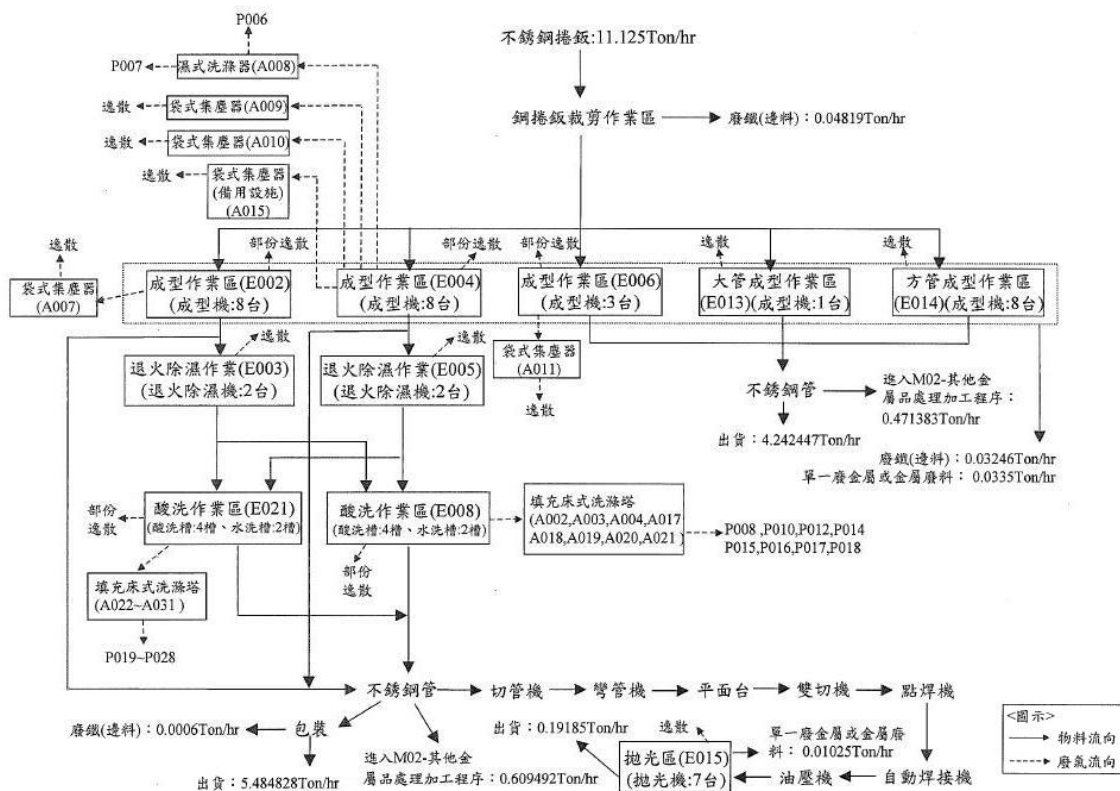 P006
不銹鋼捲鈑:11.125Ton/hr
P007
濕式洗滌器(A008)
逸散
袋式集塵器(A009)
鋼捲鈑裁剪作業區
廢鐵(邊料):0.04819Ton/hr
逸散
袋式集塵器(A010)
逸散
袋式集塵器
(備用設施)
(A015)
逸散
部份逸散
部份逸散
部份逸散
逸散
逸散
袋式集塵器
(A007)
成型作業區(E002)
(成型機:8台)
成型作業區(E004)
(成型機:8台)
成型作業區(E006)
(成型機:3台)
大管成型作業區
(E013)(成型機:1台)
方管成型作業區
(E014)(成型機:8台)
逸散
逸散
退火除濕作業(E003)
(退火除濕機:2台)
退火除濕作業(E005)
(退火除濕機:2台)
袋式集塵器
(A011)
逸散
不銹鋼管
進入M02-其他金
屬品處理加工程序:
0.471383Ton/hr
出貨:4.242447Ton/hr
廢鐵(邊料):0.03246Ton/hr
單一廢金屬或金屬廢料:0.0335Ton/hr
部份
逸散
酸洗作業區(E021)
(酸洗槽:4槽、水洗槽:2槽)
酸洗作業區(E008)
(酸洗槽:4槽、水洗槽:2槽)
填充床式洗滌塔
(A002,A003,A004,A017
A018,A019,A020,A021)
P008,P010,P012,P014
P015,P016,P017,P018
部份
逸散
填充床式洗滌塔
(A022~A031)
P019~P028
不銹鋼管
切管機
彎管機
平面台
雙切機
點焊機
廢鐵(邊料):0.0006Ton/hr
包裝
出貨:5.484828Ton/hr
進入M02-其他金
屬品處理加工程序:0.609492Ton/hr
出貨:0.19185Ton/hr
逸散
拋光區(E015)
(拋光機:7台)
單一廢金屬或金屬廢
料:0.01025Ton/hr
油壓機
自動焊接機
<圖示>
物料流向
廢氣流向